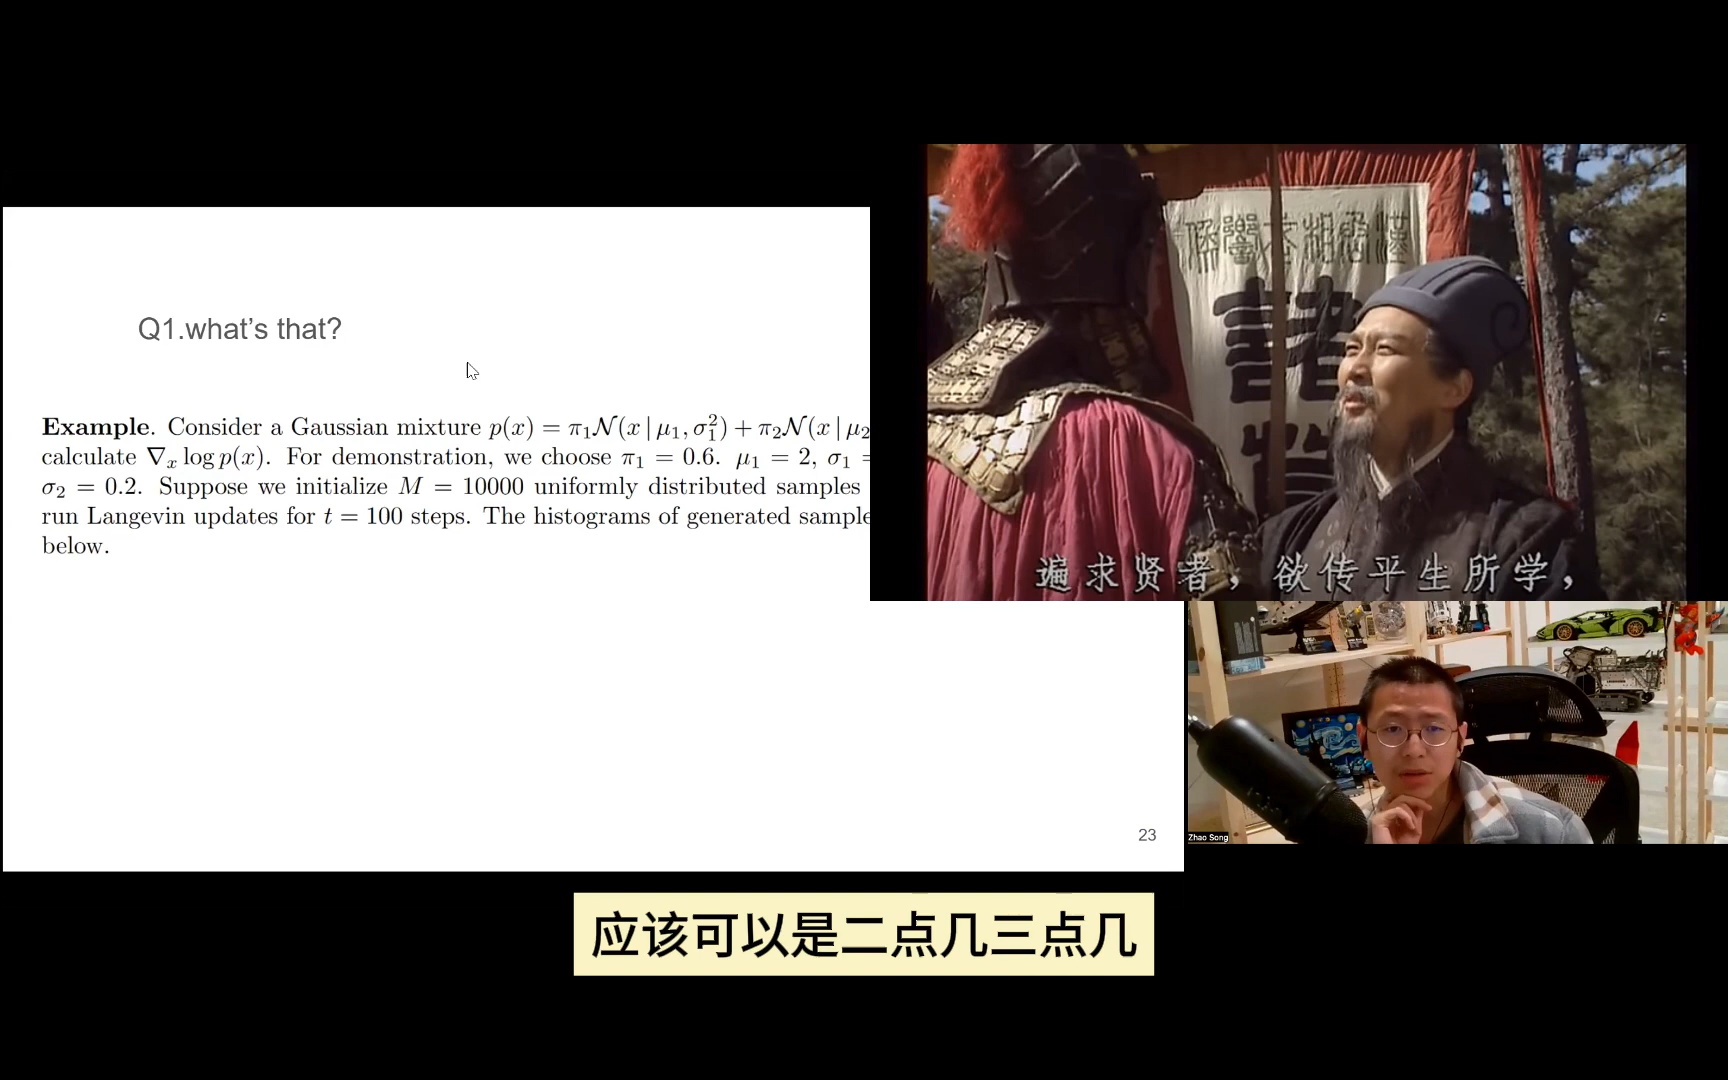 Q1.what's that?
Example. Consider a Gaussian mixture p(x) = π₁𝒩(x | μ₁, σ₁²) + π₂𝒩(x | μ₂
calculate ∇ₓ log p(x). For demonstration, we choose π₁ = 0.6. μ₁ = 2, σ₁ =
σ₂ = 0.2. Suppose we initialize M = 10000 uniformly distributed samples
run Langevin updates for t = 100 steps. The histograms of generated sample
below.
23
諸
遍求贤者，欲传平生所学，
Zhao Song
应该可以是二点几三点几